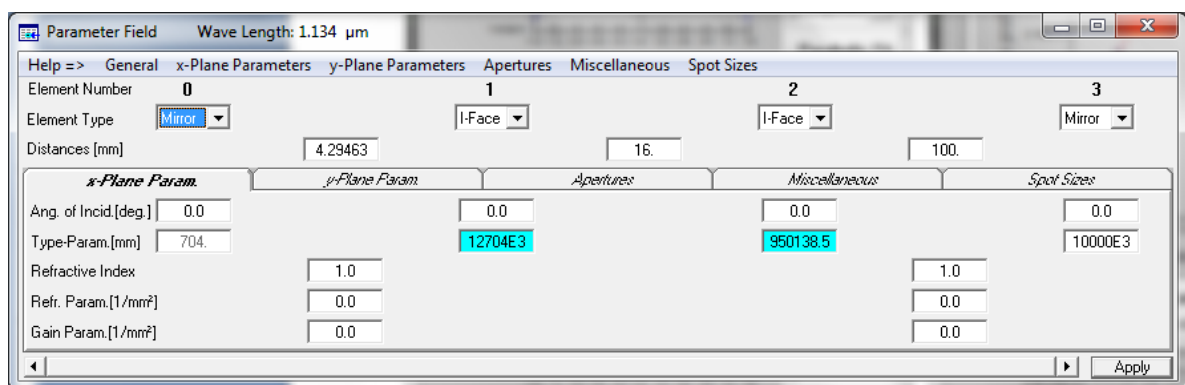 Parameter Field Wave Length: 1.134 µm
Help => General x-Plane Parameters y-Plane Parameters Apertures Miscellaneous Spot Sizes
Element Number 0 1 2 3
Element Type Mirror I-Face I-Face Mirror
Distances [mm] 4.29463 16. 100.
x-Plane Param. y-Plane Param. Apertures Miscellaneous Spot Sizes
Ang. of Incid.[deg.] 0.0 0.0 0.0 0.0
Type-Param.[mm] 704. 12704E3 950138.5 10000E3
Refractive Index 1.0 1.0
Refr. Param.[1/mm²] 0.0 0.0
Gain Param.[1/mm²] 0.0 0.0
Apply